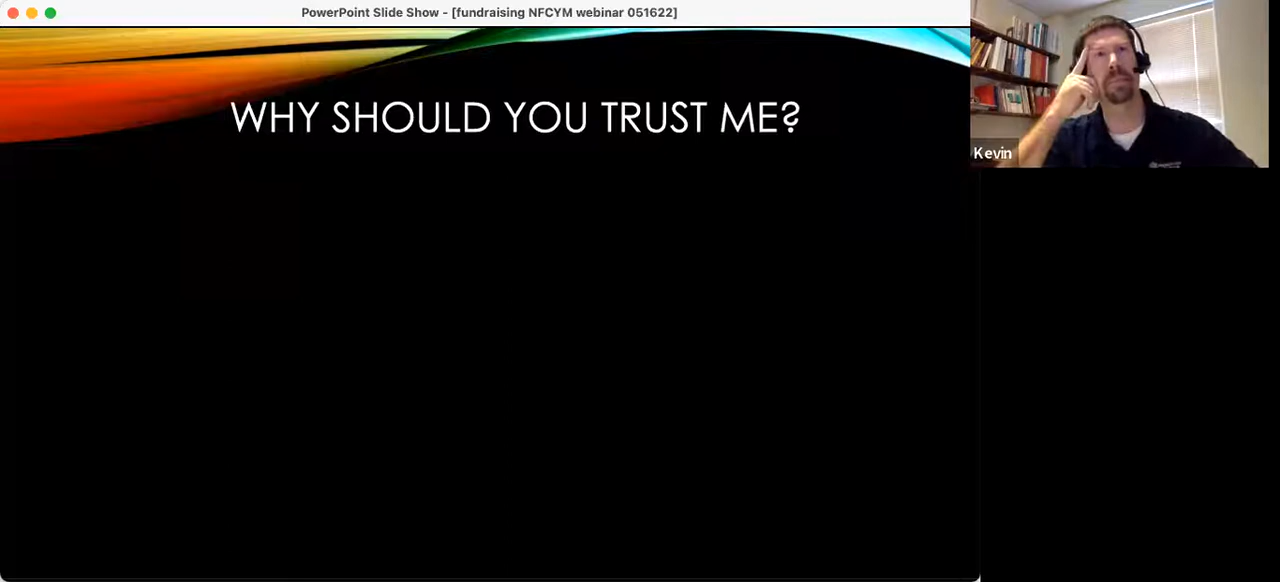 PowerPoint Slide Show - [fundraising NFCYM webinar 051622]
WHY SHOULD YOU TRUST ME?
Kevin